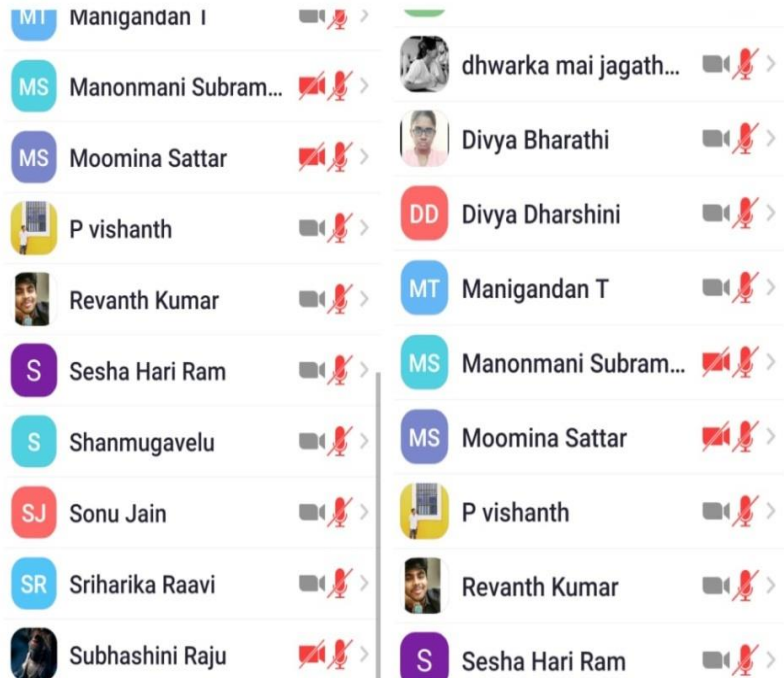 MT Manigandan T
MS Manonmani Subram...
MS Moomina Sattar
P vishanth
Revanth Kumar
S Sesha Hari Ram
S Shanmugavelu
SJ Sonu Jain
SR Sriharika Raavi
Subhashini Raju
dhwarka mai jagath...
Divya Bharathi
DD Divya Dharshini
MT Manigandan T
MS Manonmani Subram...
MS Moomina Sattar
P vishanth
Revanth Kumar
S Sesha Hari Ram